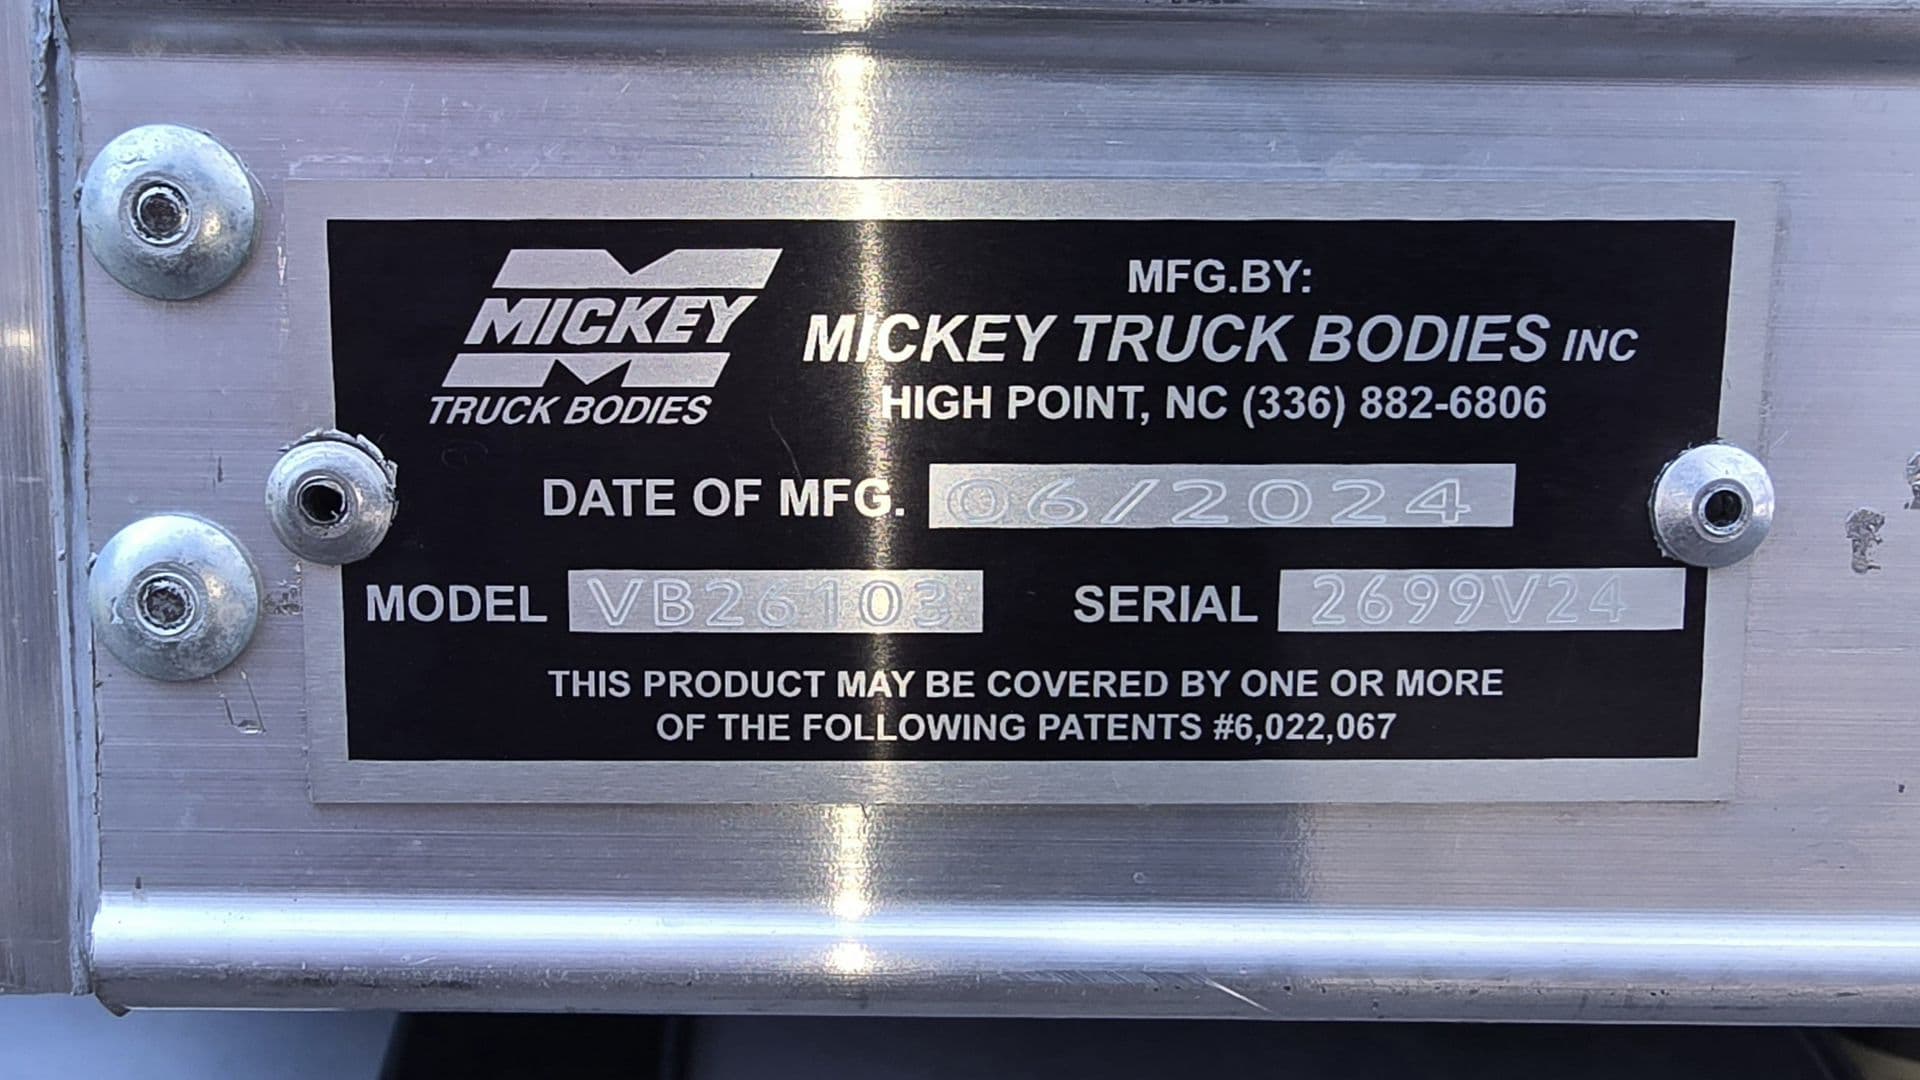 MICKEY
TRUCK BODIES
MFG.BY:
MICKEY TRUCK BODIES INC
HIGH POINT, NC (336) 882-6806
DATE OF MFG. 06/2024
MODEL VB26103 SERIAL 2699V24
THIS PRODUCT MAY BE COVERED BY ONE OR MORE
OF THE FOLLOWING PATENTS #6,022,067